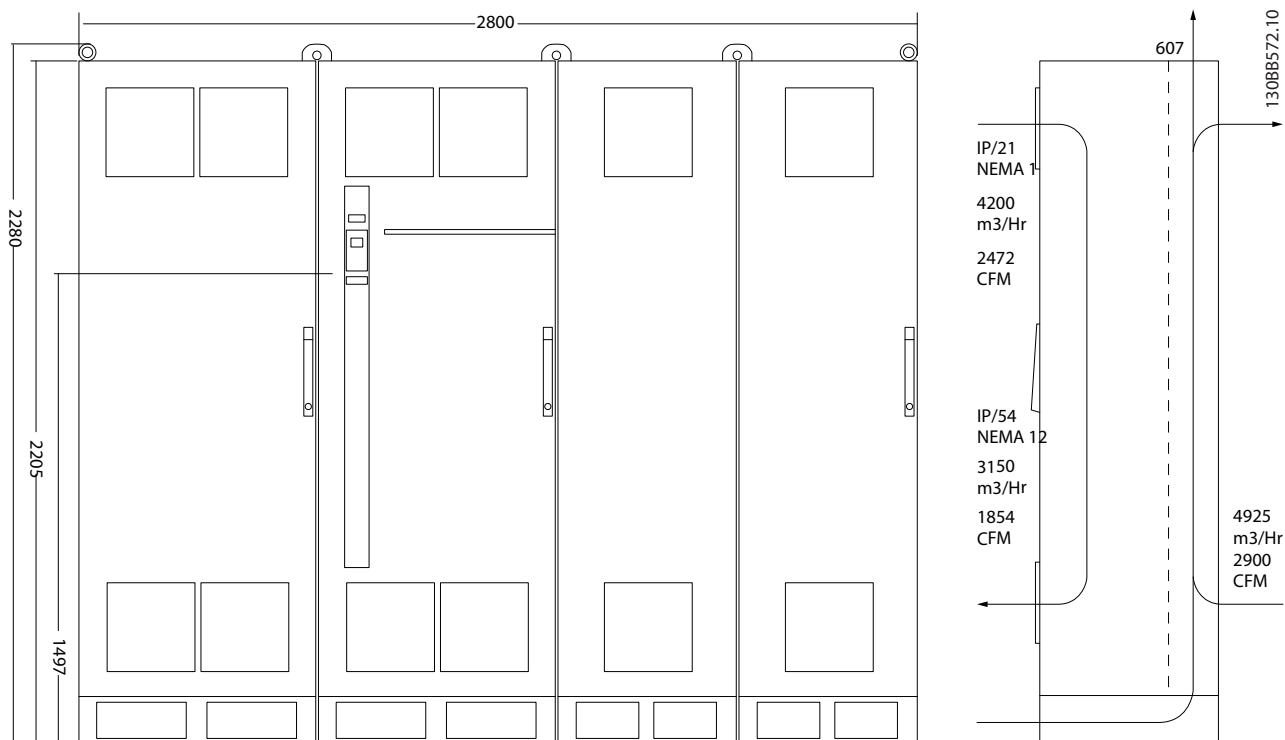 2800
2280
2205
1497
607
130BB572.10
IP/21
NEMA 1
4200
m3/Hr
2472
CFM
IP/54
NEMA 12
3150
m3/Hr
1854
CFM
4925
m3/Hr
2900
CFM